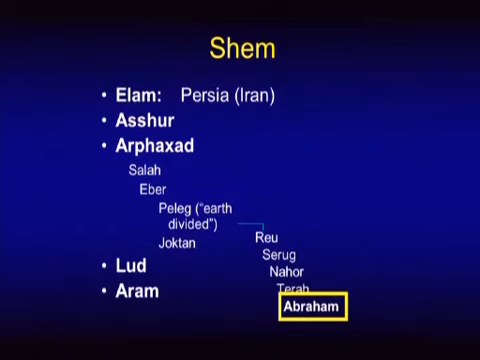 Shem
• Elam: Persia (Iran)
• Asshur
• Arphaxad
Salah
Eber
Peleg ("earth
divided")
Joktan
Reu
Serug
Nahor
Terah
Abraham
• Lud
• Aram